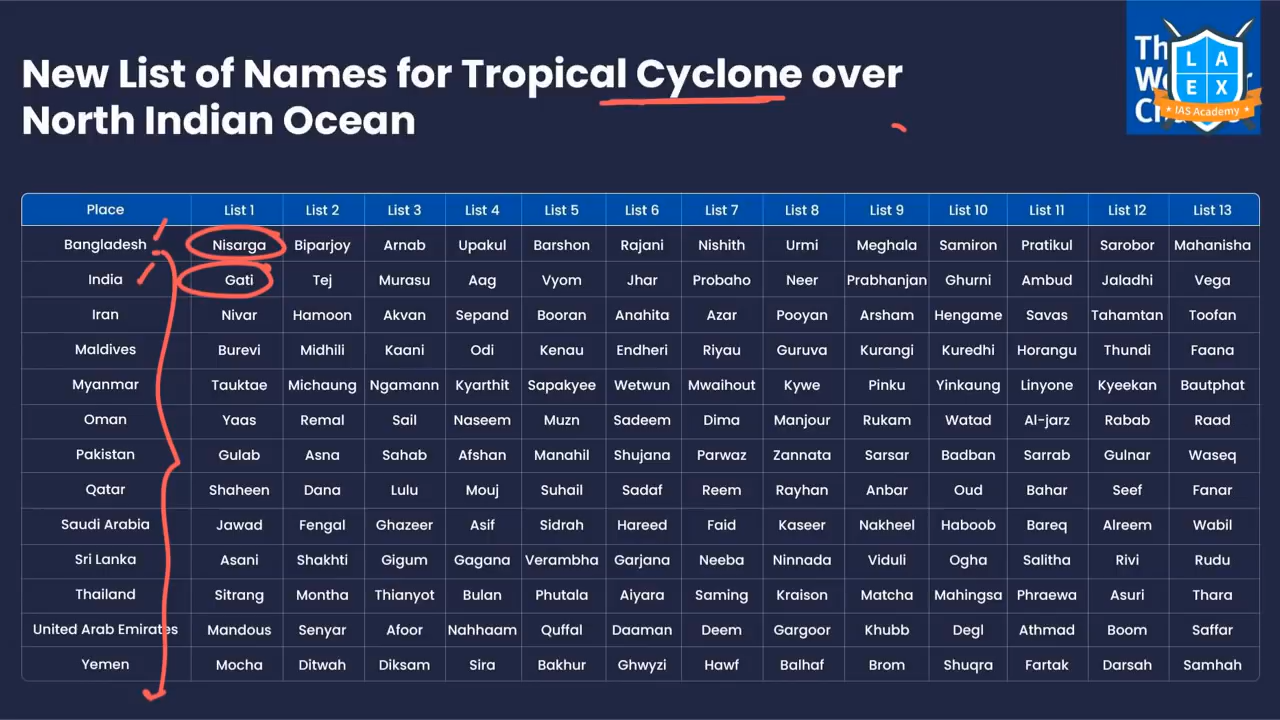 New List of Names for Tropical Cyclone over
North Indian Ocean
L A
E X
IAS Academy
Place List 1 List 2 List 3 List 4 List 5 List 6 List 7 List 8 List 9 List 10 List 11 List 12 List 13
Bangladesh Nisarga Biparjoy Arnab Upakul Barshon Rajani Nishith Urmi Meghala Samiron Pratikul Sarobor Mahanisha
India Gati Tej Murasu Aag Vyom Jhar Probaho Neer Prabhanjan Ghurni Ambud Jaladhi Vega
Iran Nivar Hamoon Akvan Sepand Booran Anahita Azar Pooyan Arsham Hengame Savas Tahamtan Toofan
Maldives Burevi Midhili Kaani Odi Kenau Endheri Riyau Guruva Kurangi Kuredhi Horangu Thundi Faana
Myanmar Tauktae Michaung Ngamann Kyarthit Sapakyee Wetwun Mwaihout Kywe Pinku Yinkaung Linyone Kyeekan Bautphat
Oman Yaas Remal Sail Naseem Muzn Sadeem Dima Manjour Rukam Watad Al-jarz Rabab Raad
Pakistan Gulab Asna Sahab Afshan Manahil Shujana Parwaz Zannata Sarsar Badban Sarrab Gulnar Waseq
Qatar Shaheen Dana Lulu Mouj Suhail Sadaf Reem Rayhan Anbar Oud Bahar Seef Fanar
Saudi Arabia Jawad Fengal Ghazeer Asif Sidrah Hareed Faid Kaseer Nakheel Haboob Bareq Alreem Wabil
Sri Lanka Asani Shakhti Gigum Gagana Verambha Garjana Neeba Ninnada Viduli Ogha Salitha Rivi Rudu
Thailand Sitrang Montha Thianyot Bulan Phutala Aiyara Saming Kraison Matcha Mahingsa Phraewa Asuri Thara
United Arab Emirates Mandous Senyar Afoor Nahhaam Quffal Daaman Deem Gargoor Khubb Degl Athmad Boom Saffar
Yemen Mocha Ditwah Diksam Sira Bakhur Ghwyzi Hawf Balhaf Brom Shuqra Fartak Darsah Samhah